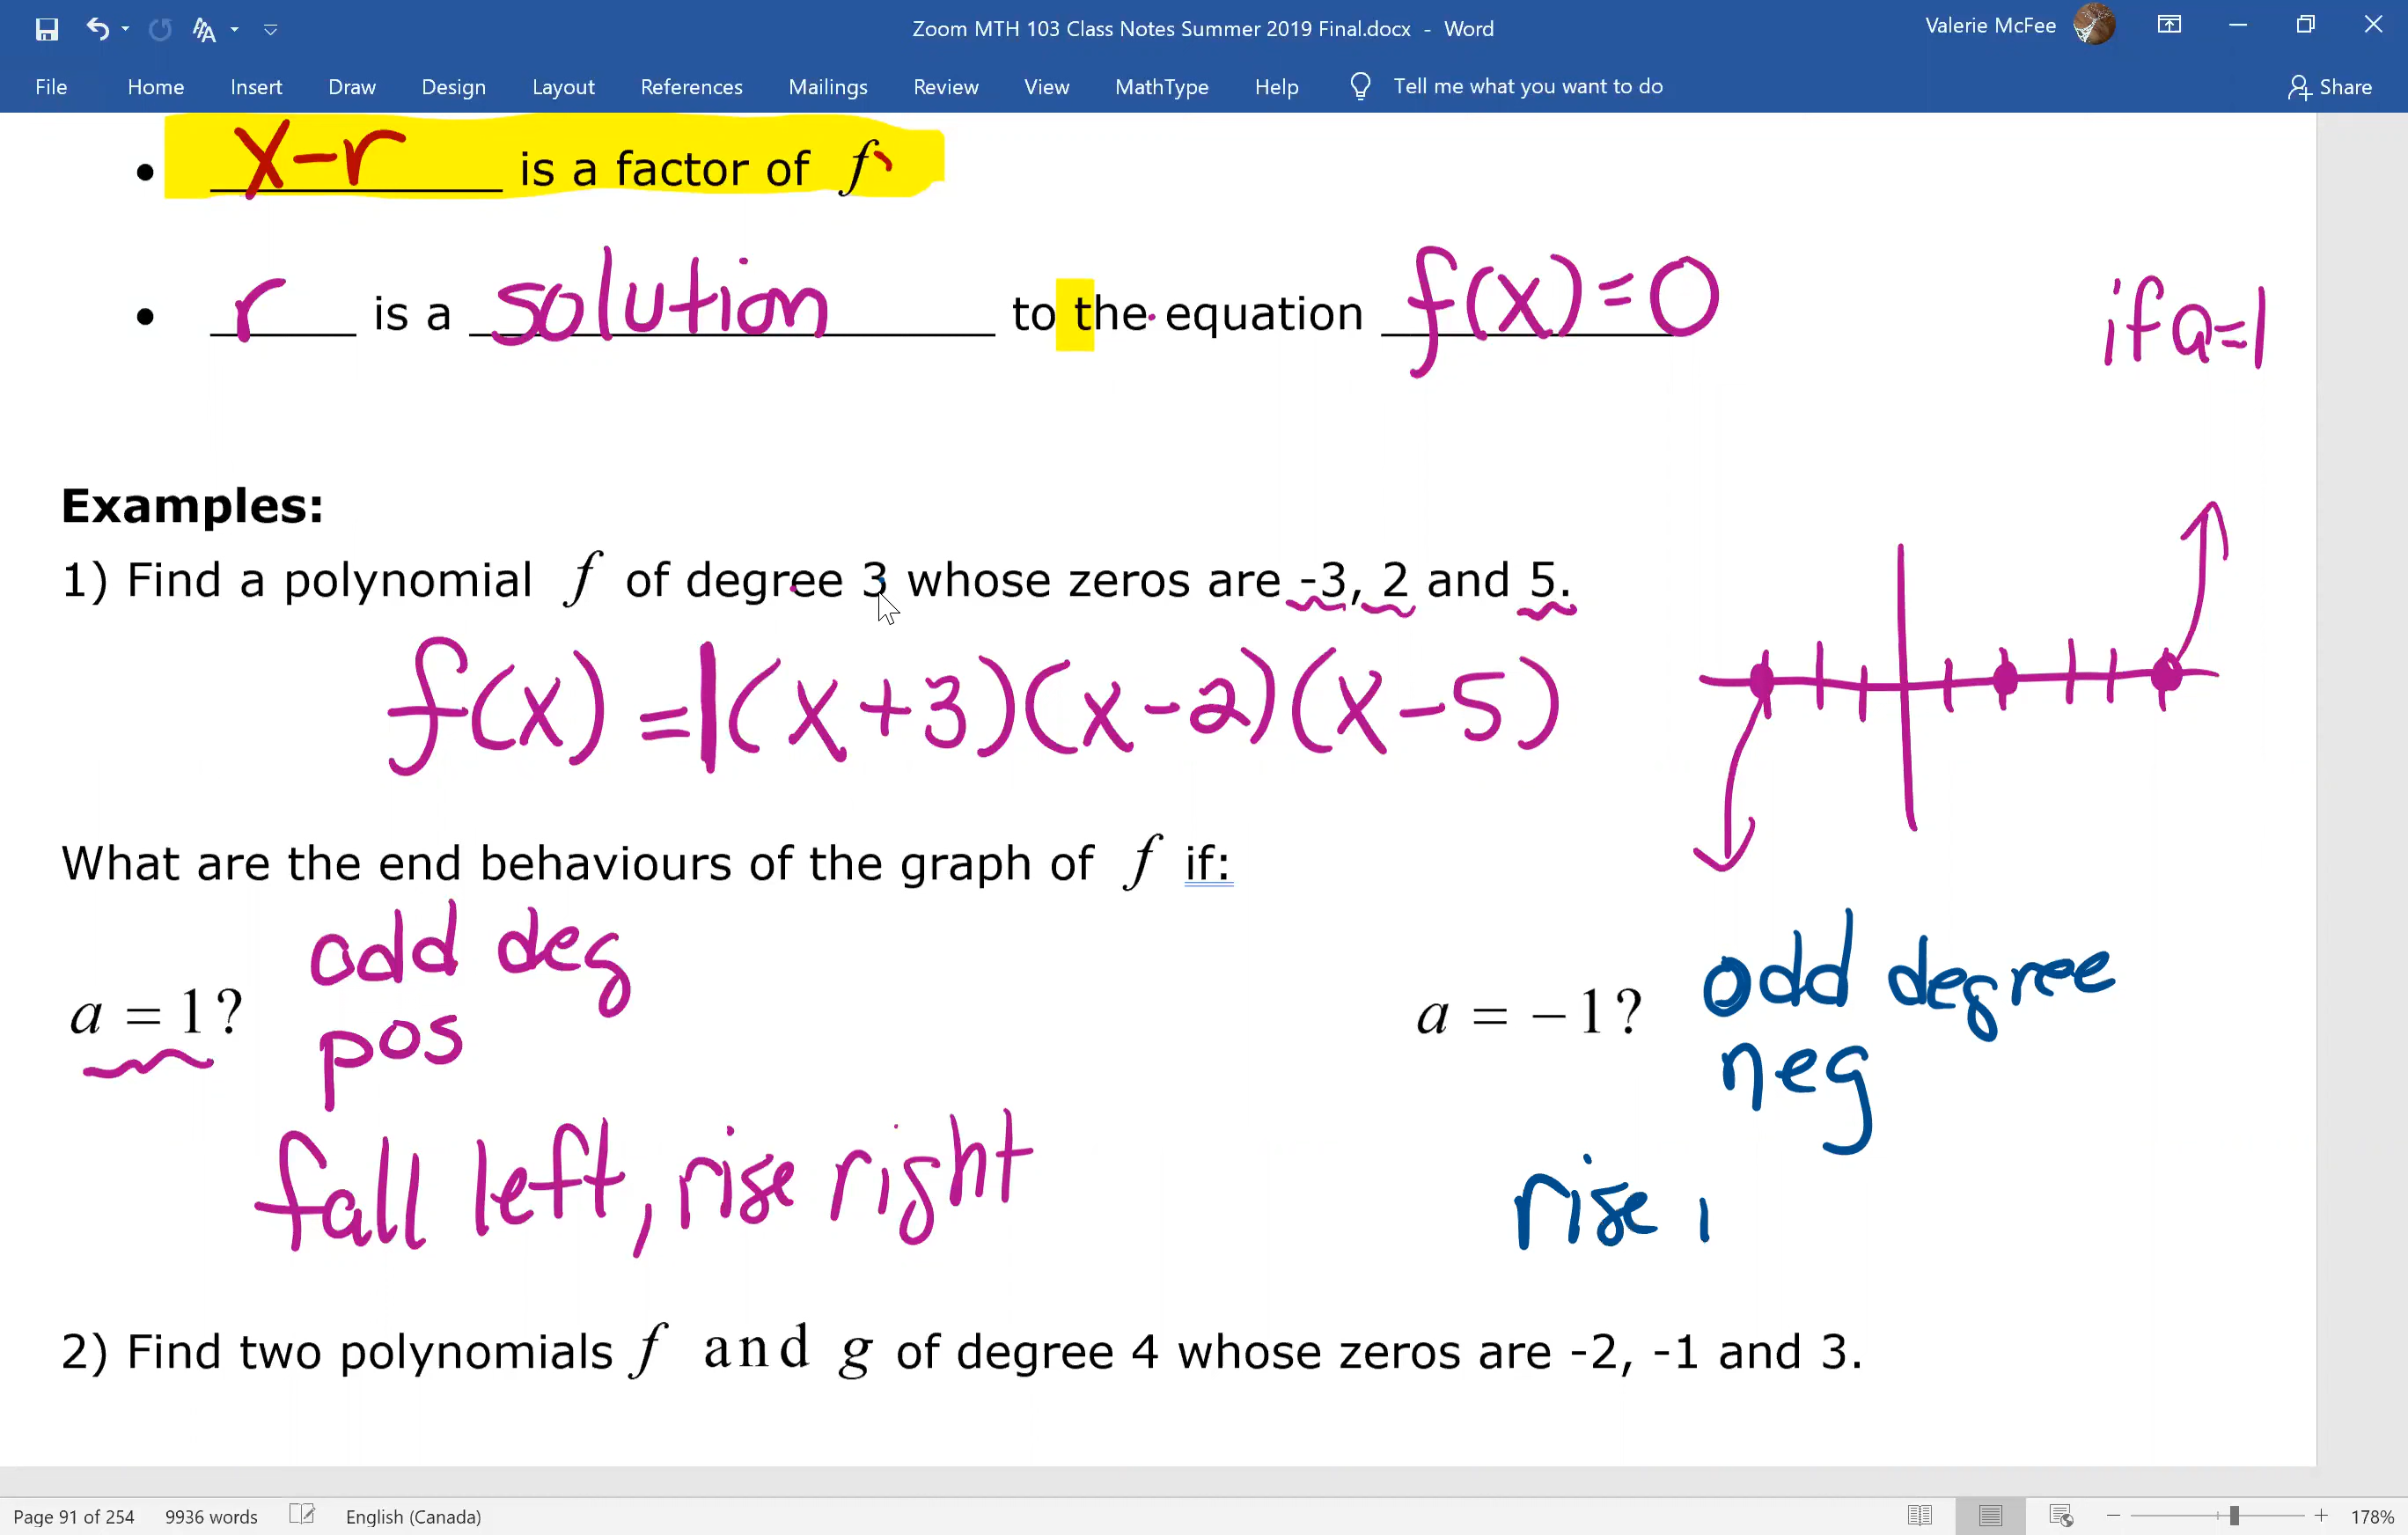 Zoom MTH 103 Class Notes Summer 2019 Final.docx - Word
Valerie McFee
File Home Insert Draw Design Layout References Mailings Review View MathType Help Tell me what you want to do Share
• x-r is a factor of f
• r is a solution to the equation f(x)=0
if a=1
Examples:
1) Find a polynomial f of degree 3 whose zeros are -3, 2 and 5.
f(x)=1(x+3)(x-2)(x-5)
What are the end behaviours of the graph of f if:
odd deg
a = 1?
pos
fall left, rise right
odd degree
a = -1?
neg
rise
2) Find two polynomials f and g of degree 4 whose zeros are -2, -1 and 3.
Page 91 of 254 9936 words English (Canada) 178%